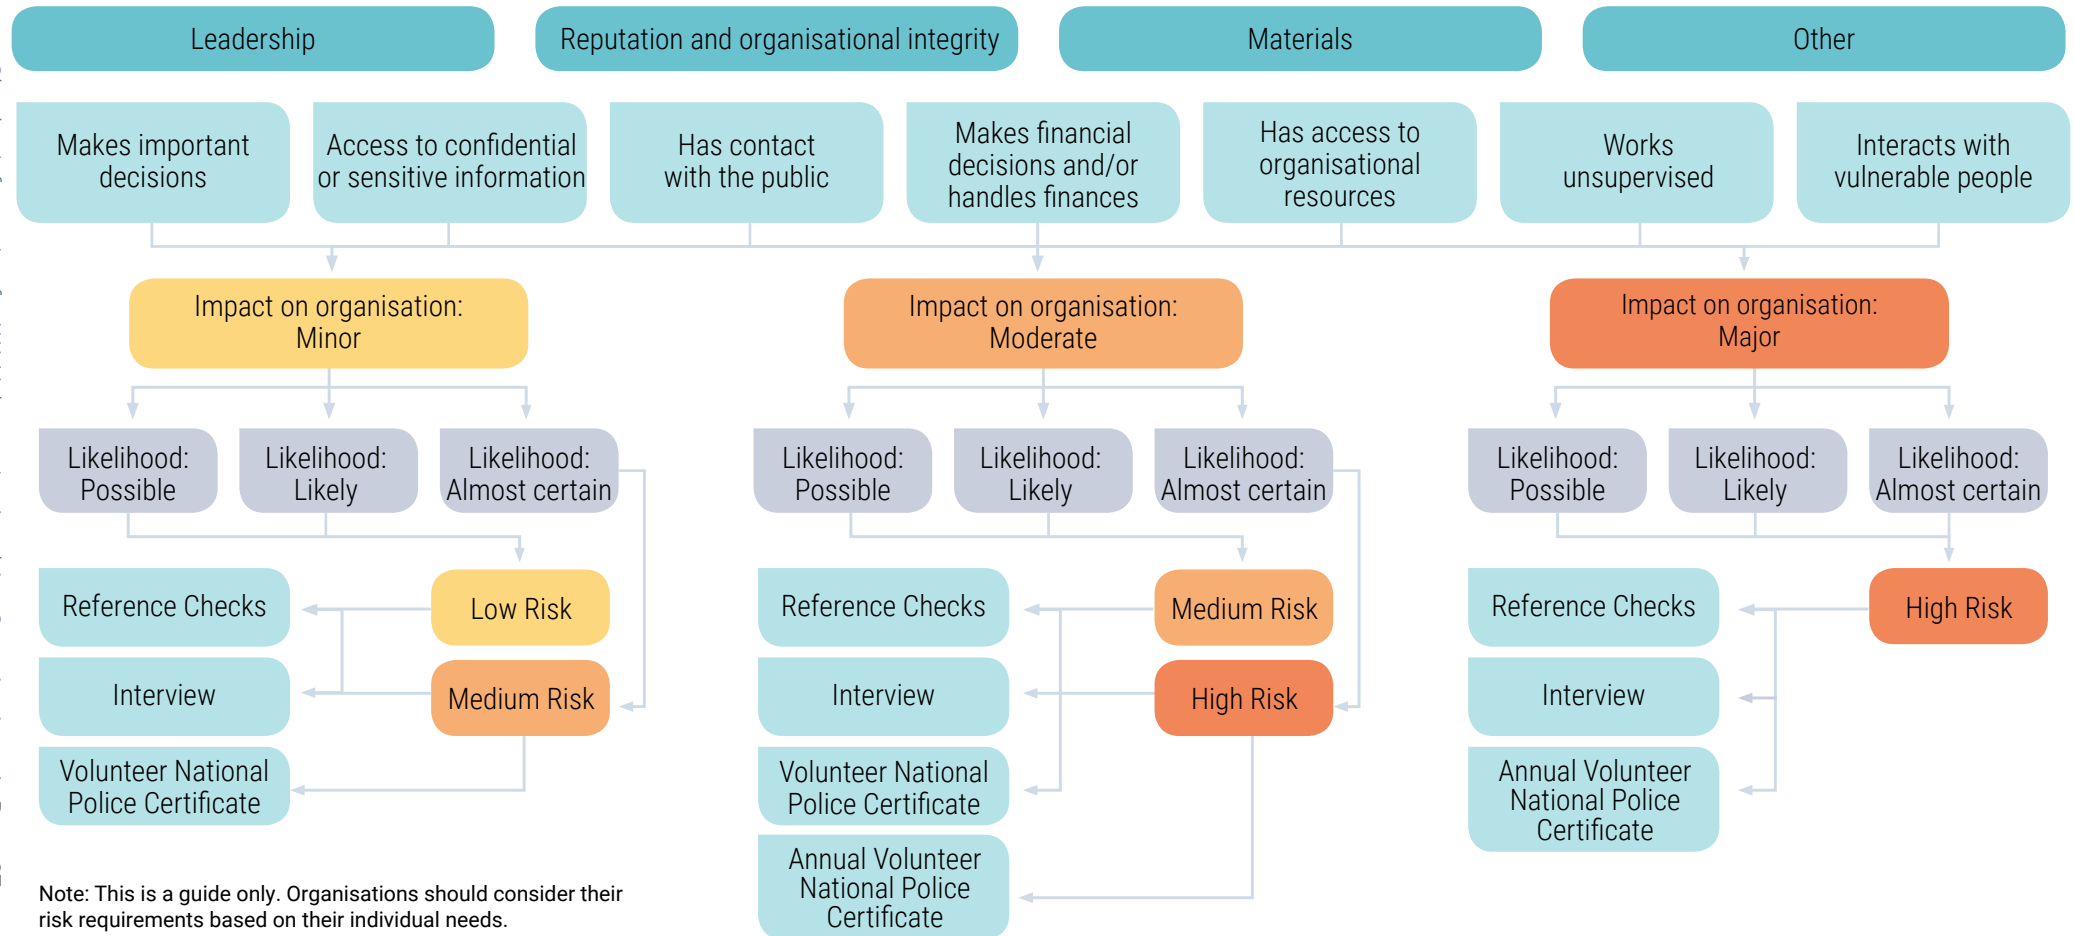 Leadership
Reputation and organisational integrity
Materials
Other
Makes important
decisions
Access to confidential
or sensitive information
Has contact
with the public
Makes financial
decisions and/or
handles finances
Has access to
organisational
resources
Works
unsupervised
Interacts with
vulnerable people
Impact on organisation:
Minor
Impact on organisation:
Moderate
Impact on organisation:
Major
Likelihood:
Possible
Likelihood:
Likely
Likelihood:
Almost certain
Likelihood:
Possible
Likelihood:
Likely
Likelihood:
Almost certain
Likelihood:
Possible
Likelihood:
Likely
Likelihood:
Almost certain
Reference Checks
Low Risk
Interview
Medium Risk
Volunteer National
Police Certificate
Reference Checks
Medium Risk
Interview
High Risk
Volunteer National
Police Certificate
Annual Volunteer
National Police
Certificate
Reference Checks
High Risk
Interview
Annual Volunteer
National Police
Certificate
Note: This is a guide only. Organisations should consider their
risk requirements based on their individual needs.